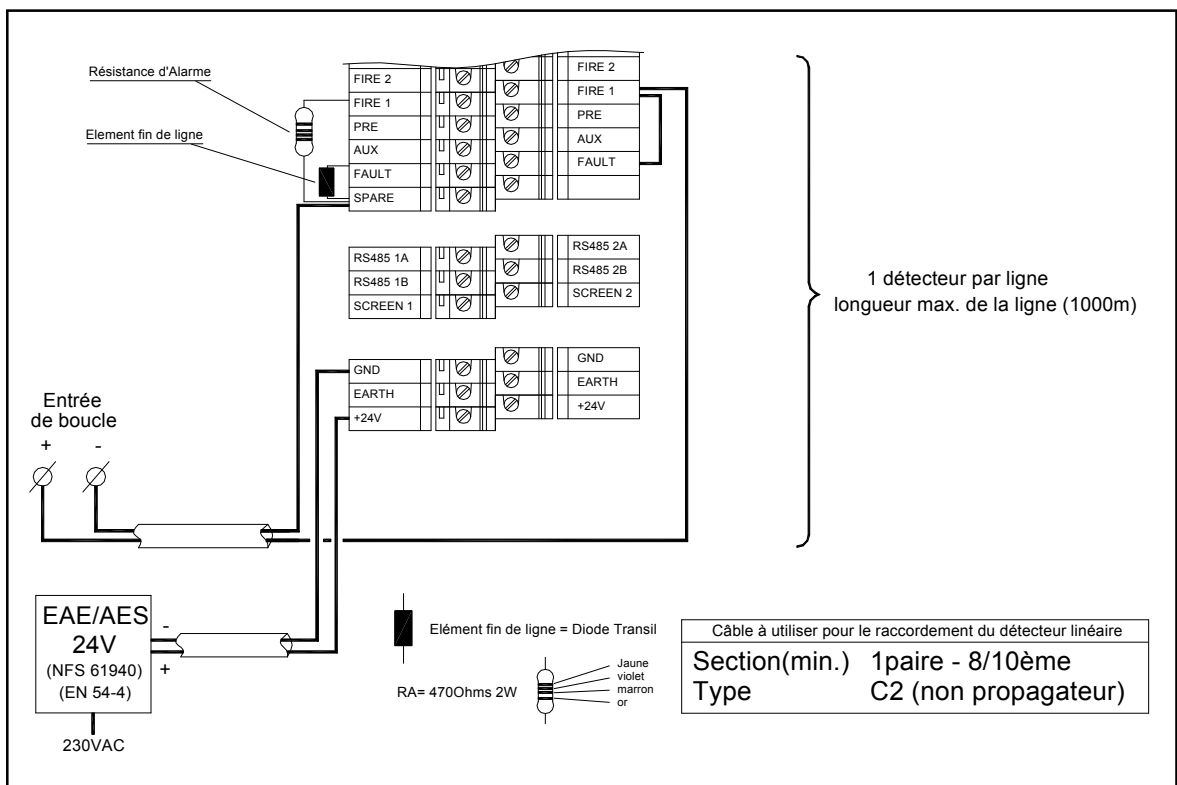 Résistance d'Alarme
Element fin de ligne
FIRE 2
FIRE 1
PRE
AUX
FAULT
SPARE
FIRE 2
FIRE 1
PRE
AUX
FAULT
RS485 1A
RS485 1B
SCREEN 1
RS485 2A
RS485 2B
SCREEN 2
GND
EARTH
+24V
GND
EARTH
+24V
1 détecteur par ligne
longueur max. de la ligne (1000m)
Entrée
de boucle
+ -
EAE/AES
24V
(NFS 61940)
(EN 54-4)
-
+
230VAC
Elément fin de ligne = Diode Transil
RA= 470Ohms 2W
Jaune
violet
marron
or
Câble à utiliser pour le raccordement du détecteur linéaire
Section(min.) 1paire - 8/10ème
Type C2 (non propagateur)